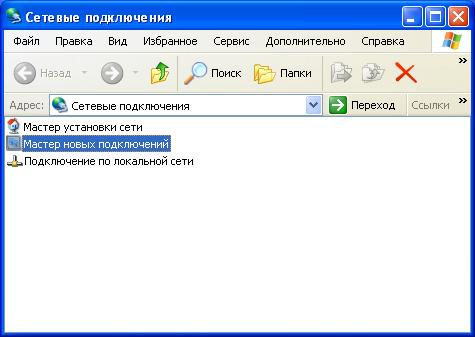 Сетевые подключения
Файл Правка Вид Избранное Сервис Дополнительно Справка
Назад Поиск Папки
Адрес: Сетевые подключения Переход Ссылки
Мастер установки сети
Мастер новых подключений
Подключение по локальной сети